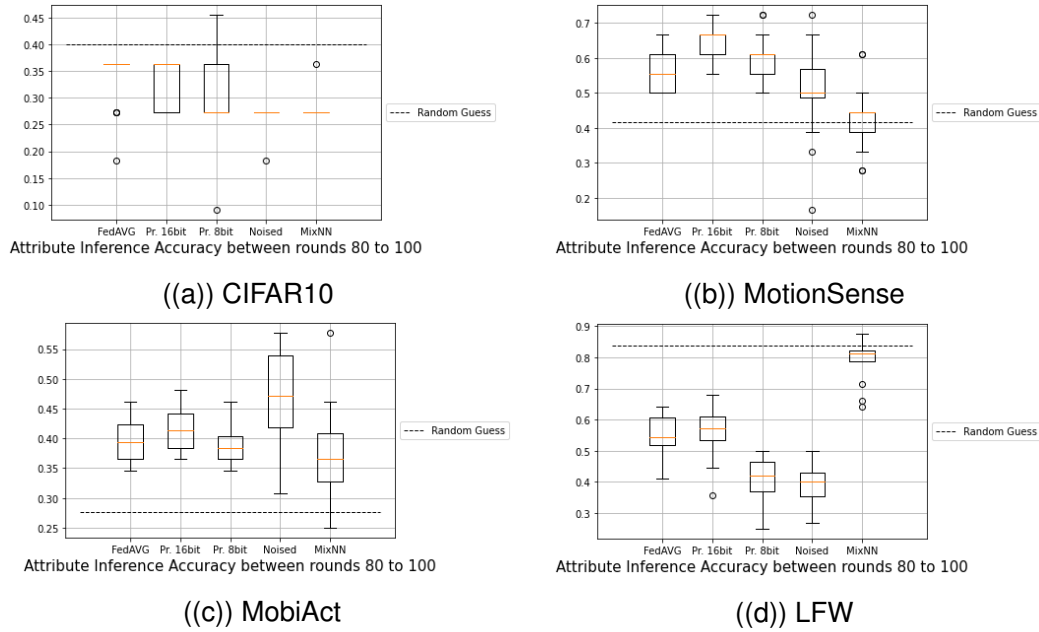 0.45
0.40
0.35
0.30
0.25
0.20
0.15
0.10
Random Guess
FedAVG Pr. 16bit Pr. 8bit Noised MixNN
Attribute Inference Accuracy between rounds 80 to 100
((a)) CIFAR10
0.7
0.6
0.5
0.4
0.3
0.2
Random Guess
FedAVG Pr. 16bit Pr. 8bit Noised MixNN
Attribute Inference Accuracy between rounds 80 to 100
((b)) MotionSense
0.55
0.50
0.45
0.40
0.35
0.30
0.25
Random Guess
FedAVG Pr. 16bit Pr. 8bit Noised MixNN
Attribute Inference Accuracy between rounds 80 to 100
((c)) MobiAct
0.9
0.8
0.7
0.6
0.5
0.4
0.3
Random Guess
FedAVG Pr. 16bit Pr. 8bit Noised MixNN
Attribute Inference Accuracy between rounds 80 to 100
((d)) LFW